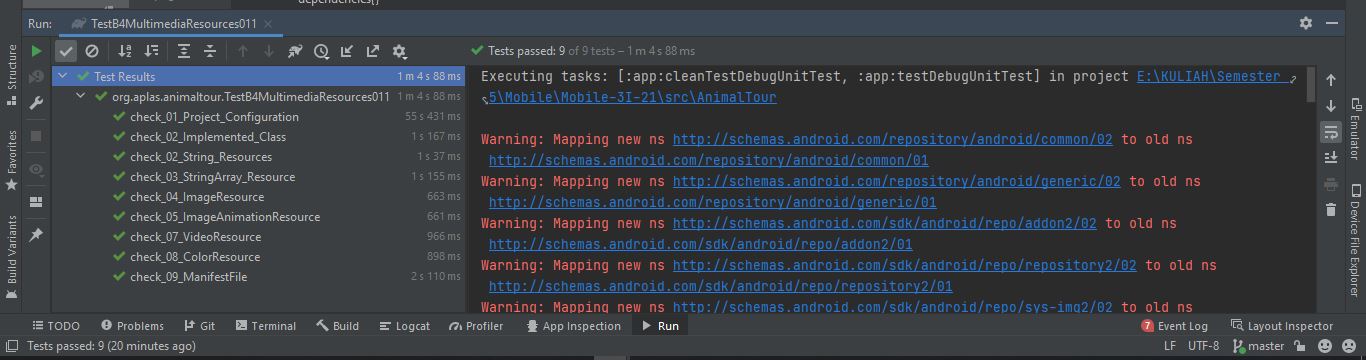 dependencies{}
Run: TestB4MultimediaResources011
Tests passed: 9 of 9 tests – 1 m 4 s 88 ms
Test Results 1 m 4 s 88 ms
org.aplas.animaltour.TestB4MultimediaResources011 1 m 4 s 88 ms
check_01_Project_Configuration 55 s 431 ms
check_02_Implemented_Class 1 s 167 ms
check_02_String_Resources 1 s 37 ms
check_03_StringArray_Resource 1 s 155 ms
check_04_ImageResource 663 ms
check_05_ImageAnimationResource 661 ms
check_07_VideoResource 966 ms
check_08_ColorResource 898 ms
check_09_ManifestFile 2 s 110 ms
Executing tasks: [:app:cleanTestDebugUnitTest, :app:testDebugUnitTest] in project E:\KULIAH\Semester
5\Mobile\Mobile-3I-21\src\AnimalTour
Warning: Mapping new ns http://schemas.android.com/repository/android/common/02 to old ns
http://schemas.android.com/repository/android/common/01
Warning: Mapping new ns http://schemas.android.com/repository/android/generic/02 to old ns
http://schemas.android.com/repository/android/generic/01
Warning: Mapping new ns http://schemas.android.com/sdk/android/repo/addon2/02 to old ns
http://schemas.android.com/sdk/android/repo/addon2/01
Warning: Mapping new ns http://schemas.android.com/sdk/android/repo/repository2/02 to old ns
http://schemas.android.com/sdk/android/repo/repository2/01
Warning: Mapping new ns http://schemas.android.com/sdk/android/repo/sys-img2/02 to old ns
Structure
Favorites
Build Variants
Emulator
Device File Explorer
TODO Problems Git Terminal Build Logcat Profiler App Inspection Run 7 Event Log Layout Inspector
Tests passed: 9 (20 minutes ago) LF UTF-8 master